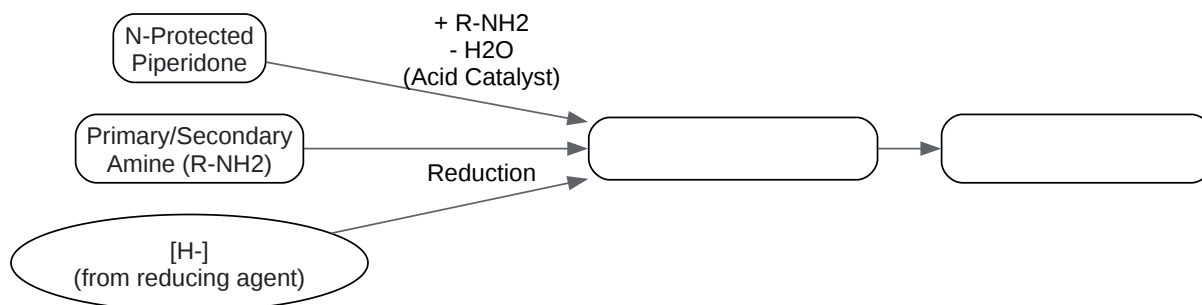 N-Protected
Piperidone
+ R-NH2
- H2O
(Acid Catalyst)
Primary/Secondary
Amine (R-NH2)
Reduction
[H-]
(from reducing agent)